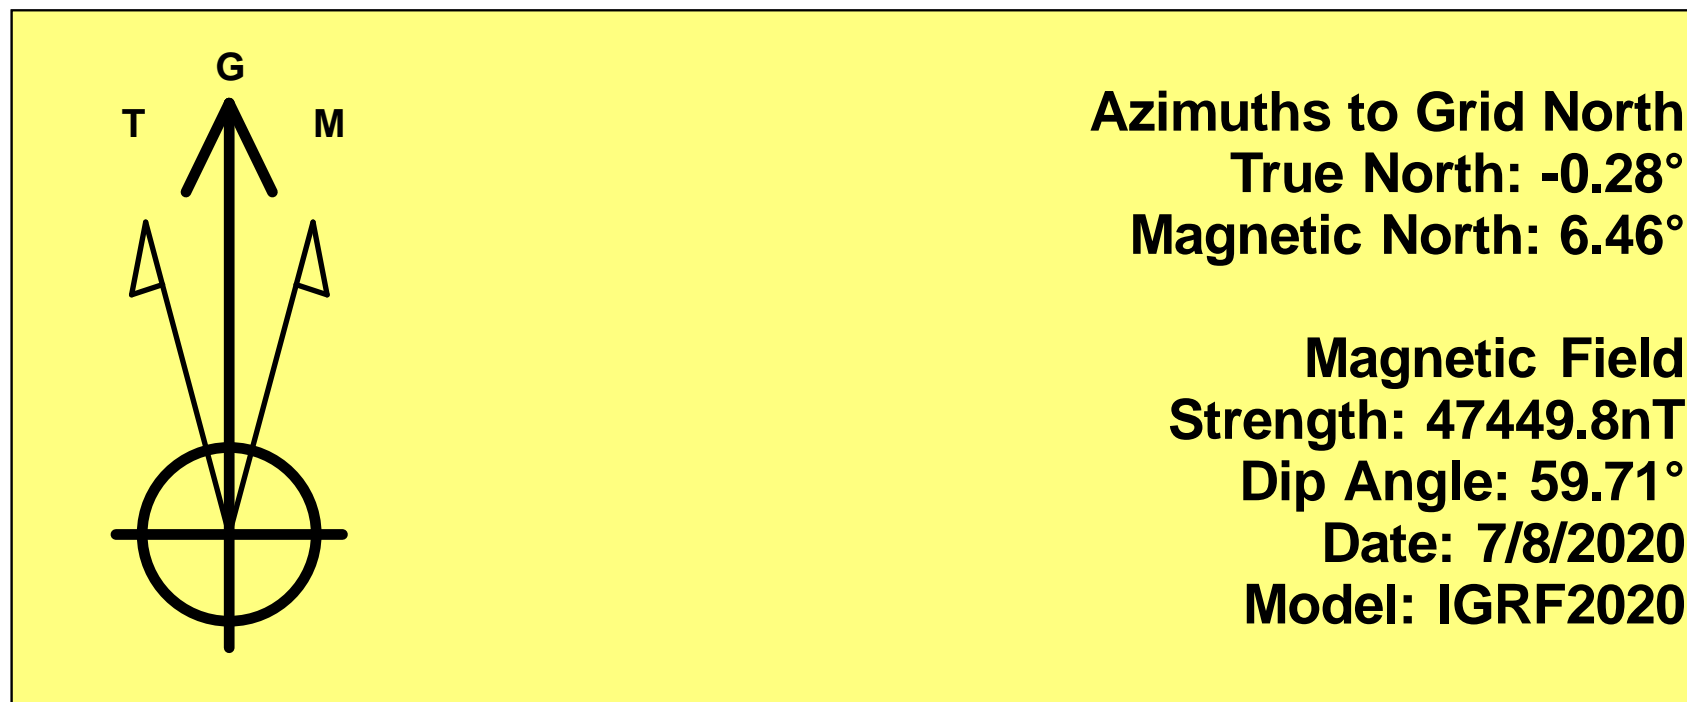 G
T M
Azimuths to Grid North
True North: -0.28°
Magnetic North: 6.46°
Magnetic Field
Strength: 47449.8nT
Dip Angle: 59.71°
Date: 7/8/2020
Model: IGRF2020